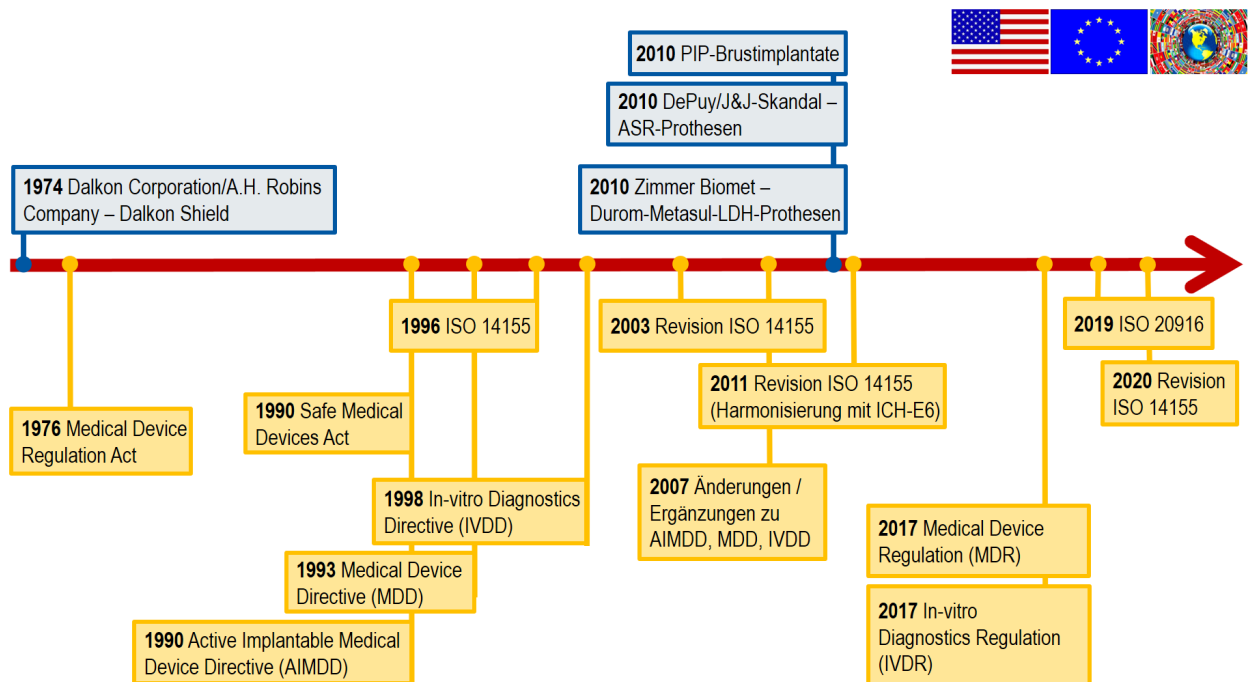 2010 PIP-Brustimplantate
2010 DePuy/J&J-Skandal –
ASR-Prothesen
1974 Dalkon Corporation/A.H. Robins
Company – Dalkon Shield
2010 Zimmer Biomet –
Durom-Metasul-LDH-Prothesen
1996 ISO 14155
2003 Revision ISO 14155
2019 ISO 20916
2011 Revision ISO 14155
(Harmonisierung mit ICH-E6)
2020 Revision
ISO 14155
1990 Safe Medical
Devices Act
1976 Medical Device
Regulation Act
1998 In-vitro Diagnostics
Directive (IVDD)
2007 Änderungen /
Ergänzungen zu
AIMDD, MDD, IVDD
2017 Medical Device
Regulation (MDR)
1993 Medical Device
Directive (MDD)
2017 In-vitro
Diagnostics Regulation
(IVDR)
1990 Active Implantable Medical
Device Directive (AIMDD)